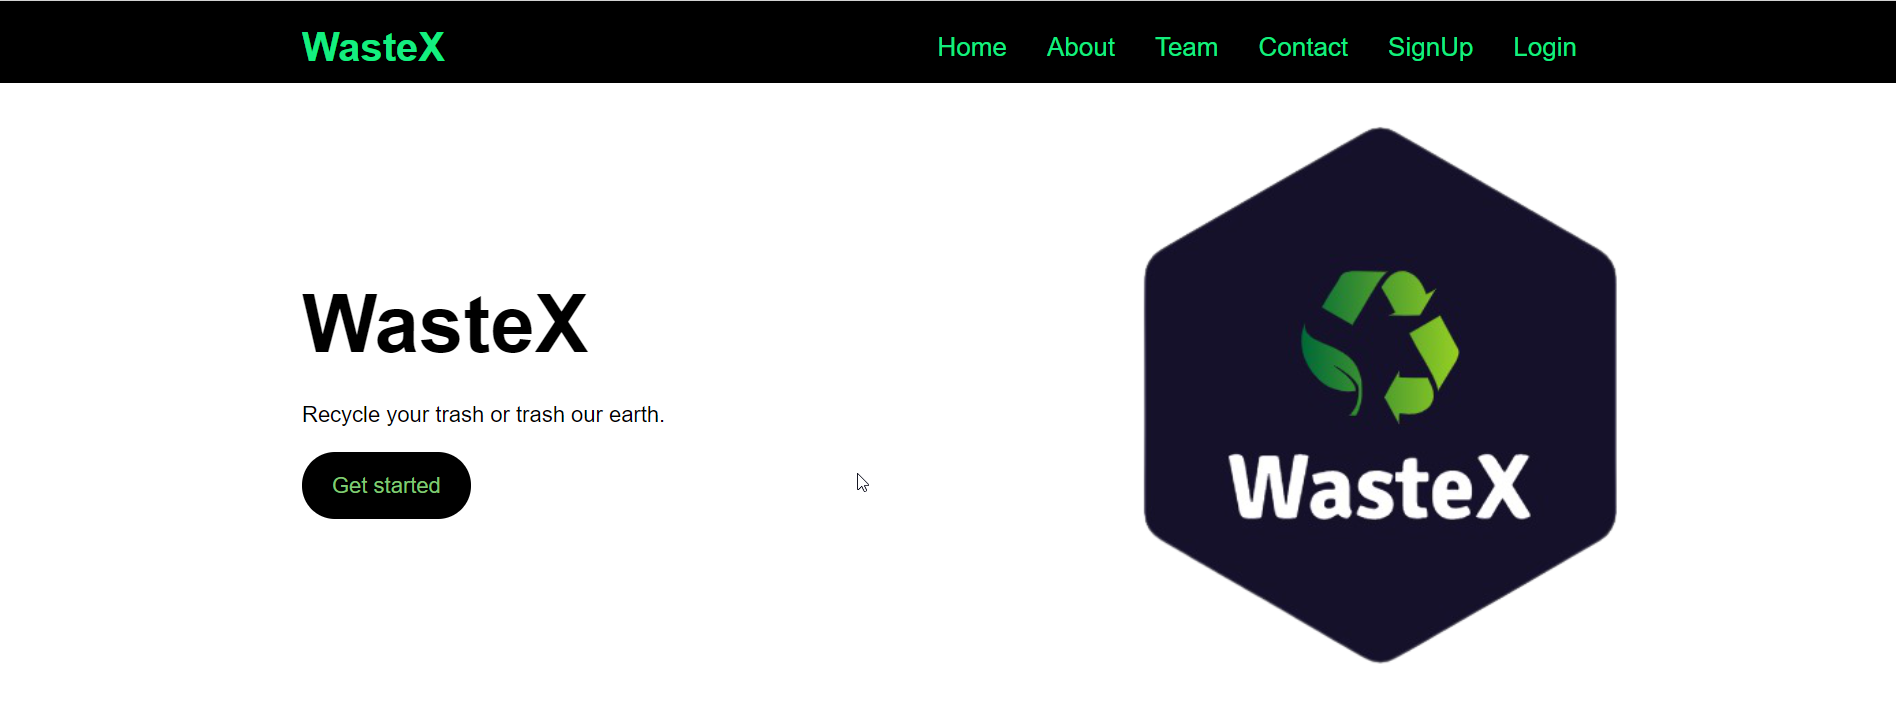 WasteX
Home About Team Contact SignUp Login
WasteX
Recycle your trash or trash our earth.
Get started
WasteX